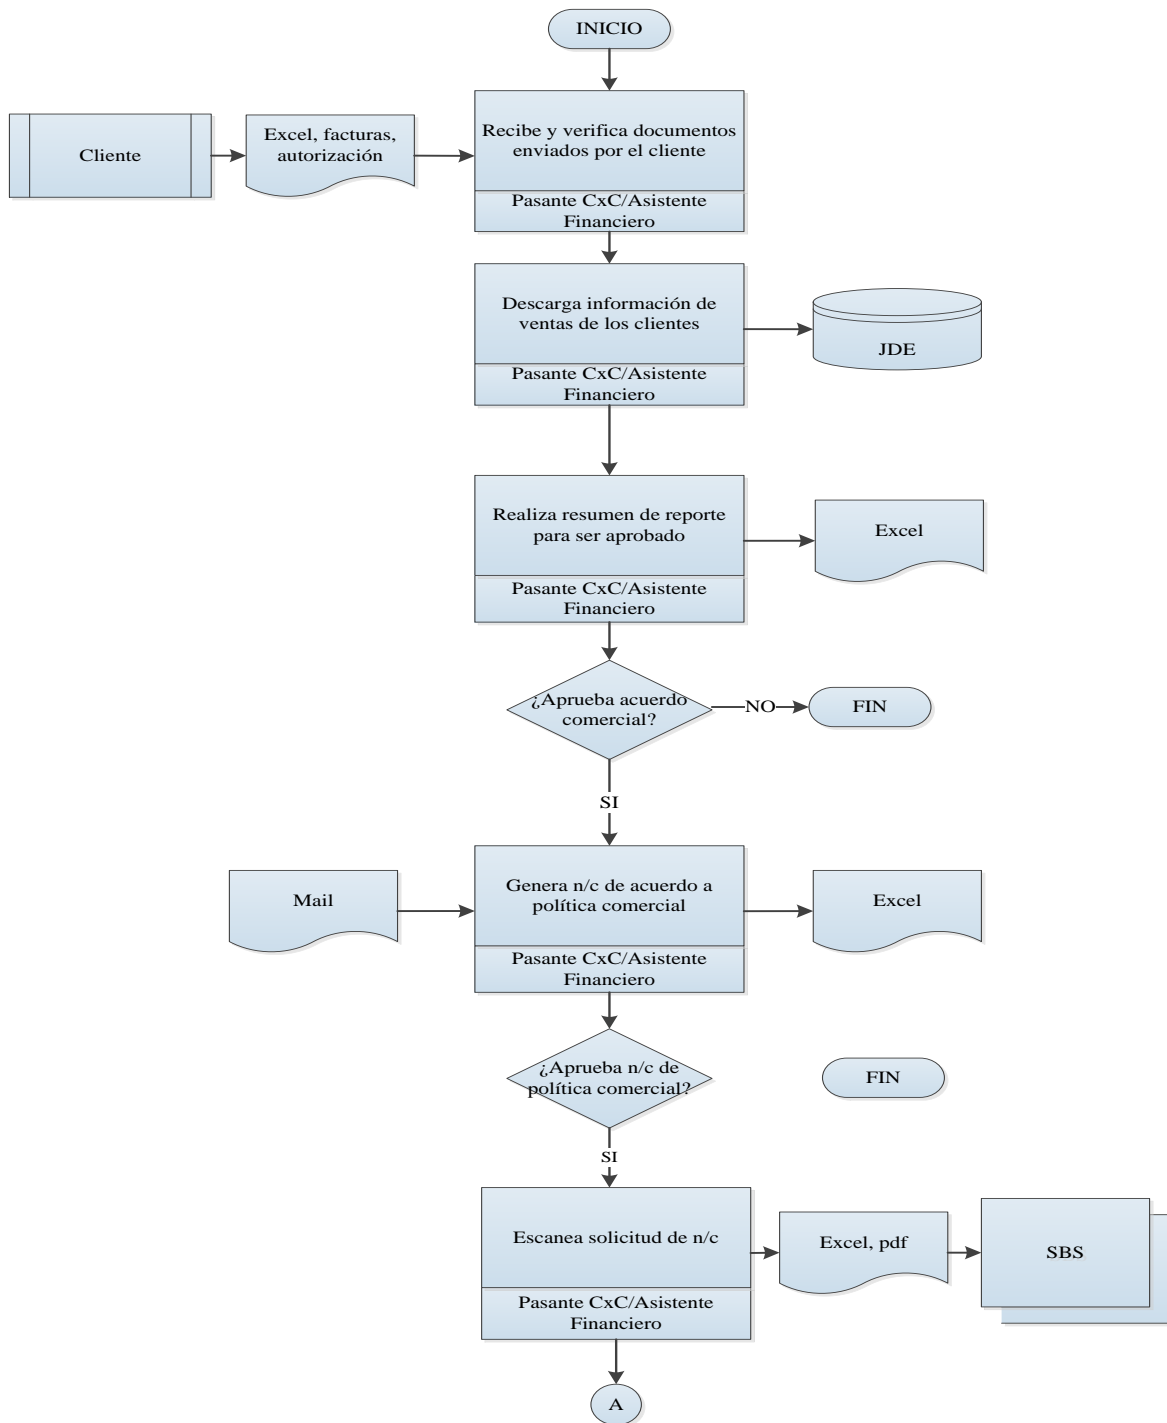 INICIO
Cliente
Excel, facturas,
autorización
Recibe y verifica documentos
enviados por el cliente
Pasante CxC/Asistente
Financiero
Descarga información de
ventas de los clientes
Pasante CxC/Asistente
Financiero
JDE
Realiza resumen de reporte
para ser aprobado
Pasante CxC/Asistente
Financiero
Excel
¿Aprueba acuerdo
comercial?
NO
FIN
SI
Mail
Genera n/c de acuerdo a
política comercial
Pasante CxC/Asistente
Financiero
Excel
¿Aprueba n/c de
política comercial?
FIN
SI
Escanea solicitud de n/c
Pasante CxC/Asistente
Financiero
Excel, pdf
SBS
A